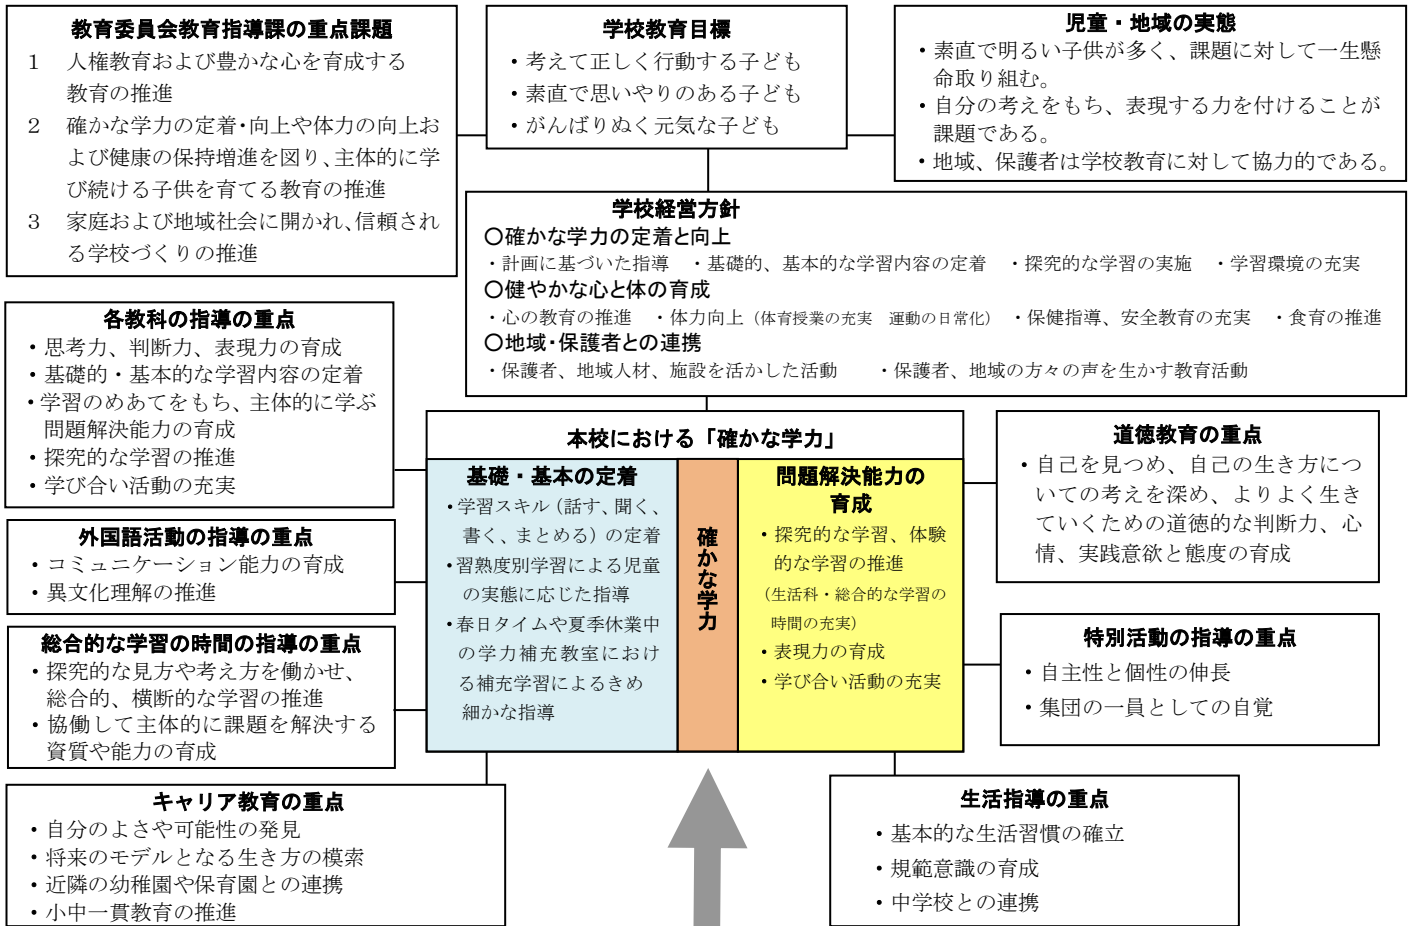 教育委員会教育指導課の重点課題
1 人権教育および豊かな心を育成する
教育の推進
2 確かな学力の定着・向上や体力の向上お
よび健康の保持増進を図り、主体的に学
び続ける子供を育てる教育の推進
3 家庭および地域社会に開かれ、信頼され
る学校づくりの推進
学校教育目標
・考えて正しく行動する子ども
・素直で思いやりのある子ども
・がんばりぬく元気な子ども
児童・地域の実態
・素直で明るい子供が多く、課題に対して一生懸
命取り組む。
・自分の考えをもち、表現する力を付けることが
課題である。
・地域、保護者は学校教育に対して協力的である。
学校経営方針
○確かな学力の定着と向上
・計画に基づいた指導 ・基礎的、基本的な学習内容の定着 ・探究的な学習の実施 ・学習環境の充実
○健やかな心と体の育成
・心の教育の推進 ・体力向上（体育授業の充実 運動の日常化） ・保健指導、安全教育の充実 ・食育の推進
○地域・保護者との連携
・保護者、地域人材、施設を活かした活動 ・保護者、地域の方々の声を生かす教育活動
各教科の指導の重点
・思考力、判断力、表現力の育成
・基礎的・基本的な学習内容の定着
・学習のめあてをもち、主体的に学ぶ
問題解決能力の育成
・探究的な学習の推進
・学び合い活動の充実
外国語活動の指導の重点
・コミュニケーション能力の育成
・異文化理解の推進
総合的な学習の時間の指導の重点
・探究的な見方や考え方を働かせ、
総合的、横断的な学習の推進
・協働して主体的に課題を解決する
資質や能力の育成
本校における「確かな学力」
基礎・基本の定着
・学習スキル（話す、聞く、
書く、まとめる）の定着
・習熟度別学習による児童
の実態に応じた指導
・春日タイムや夏季休業中
の学力補充教室におけ
る補充学習によるきめ
細かな指導
確かな学力
問題解決能力の
育成
・探究的な学習、体験
的な学習の推進
（生活科・総合的な学習の
時間の充実）
・表現力の育成
・学び合い活動の充実
道徳教育の重点
・自己を見つめ、自己の生き方につ
いての考えを深め、よりよく生き
ていくための道徳的な判断力、心
情、実践意欲と態度の育成
特別活動の指導の重点
・自主性と個性の伸長
・集団の一員としての自覚
キャリア教育の重点
・自分のよさや可能性の発見
・将来のモデルとなる生き方の模索
・近隣の幼稚園や保育園との連携
・小中一貫教育の推進
生活指導の重点
・基本的な生活習慣の確立
・規範意識の育成
・中学校との連携